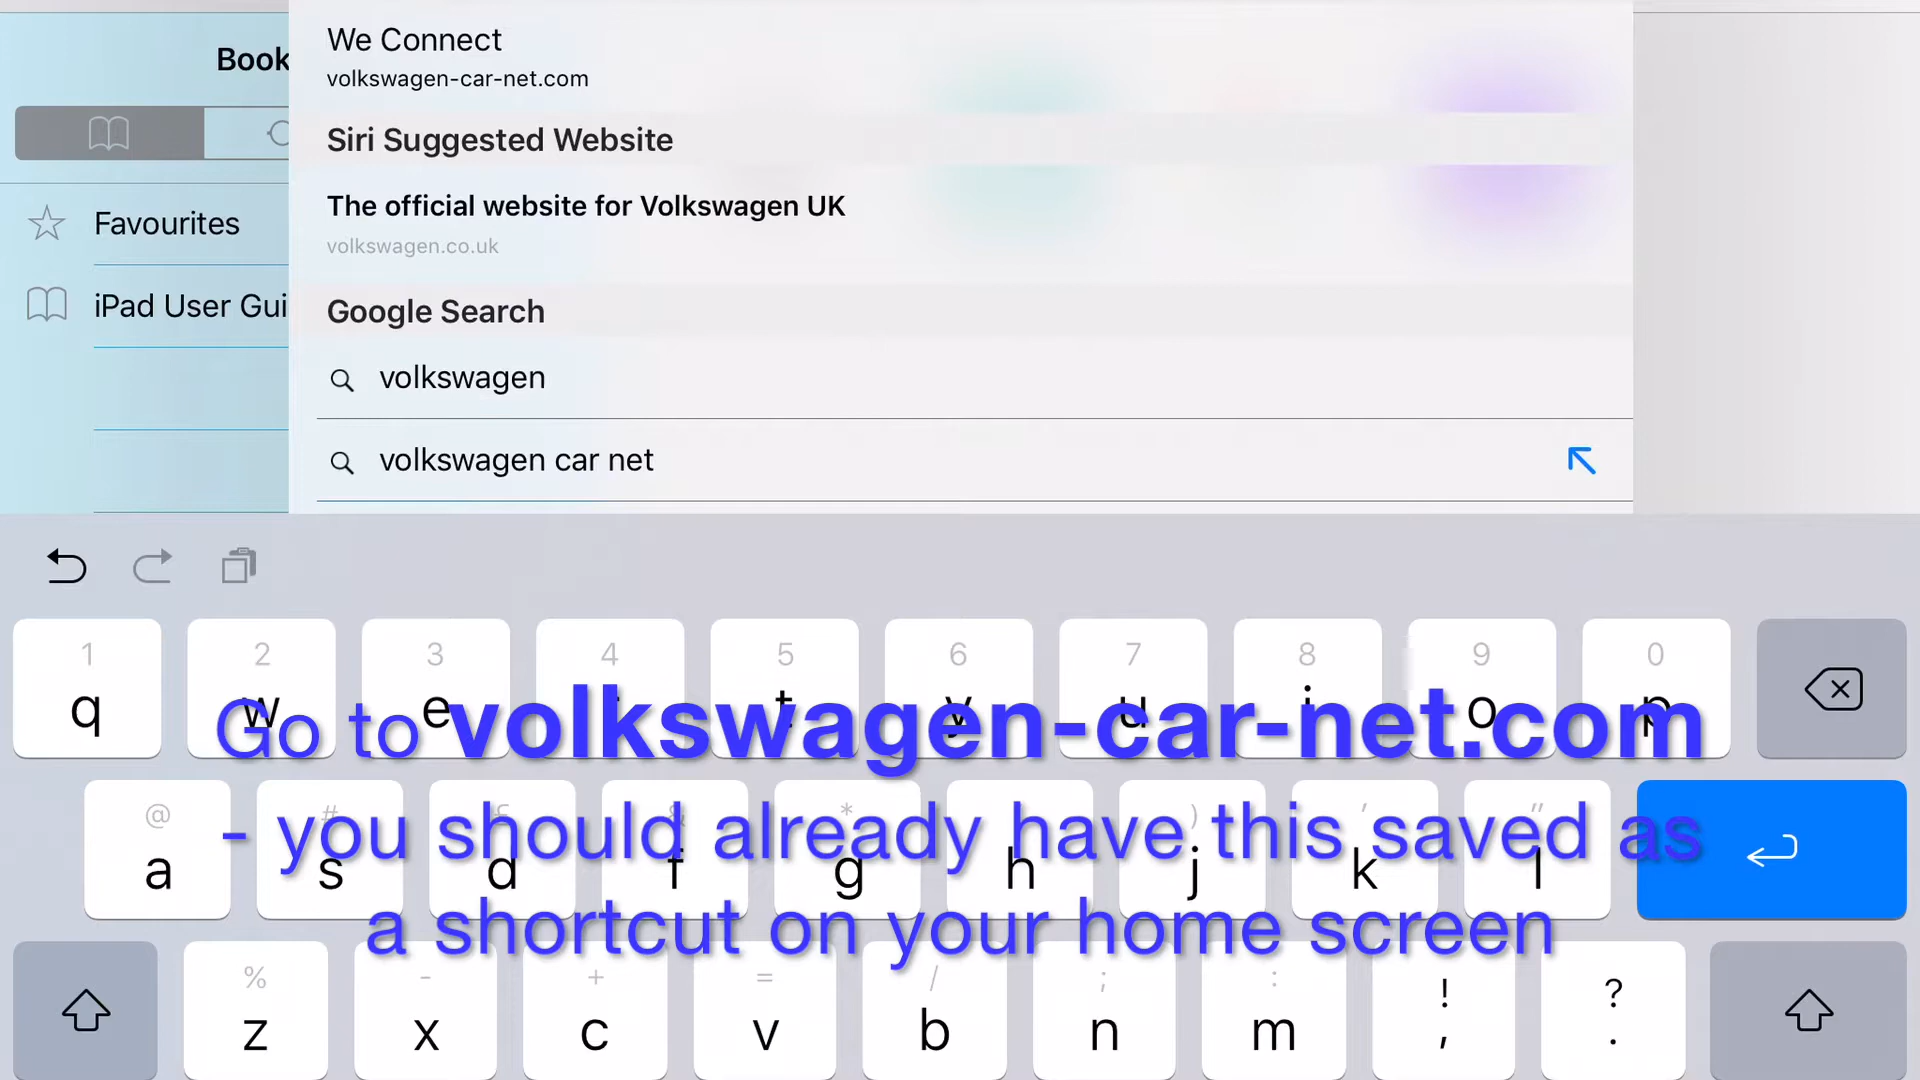 We Connect
volkswagen-car-net.com
Book
Siri Suggested Website
The official website for Volkswagen UK
volkswagen.co.uk
Favourites
iPad User Gui
Google Search
volkswagen
volkswagen car net
1 2 3 4 5 6 7 8 9 0
q w e t y u i o p
Go to volkswagen-car-net.com
@ # £ & * ) ' "
- you should already have this saved as
a s d f g h j k l
a shortcut on your home screen
% - + = / ; : ! ?
z x c v b n m , .